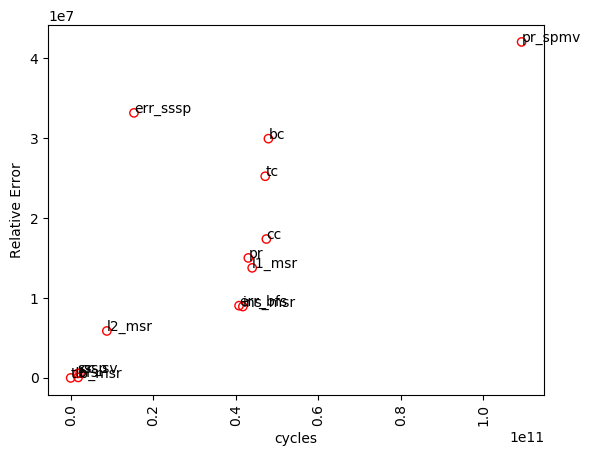 1e7
pr_spmv
4
err_sssp
3
bc
tc
Relative Error
2
cc
pr
l1_msr
1
err_bfs
l2_msr
0
0.0
0.2
0.4
0.6
0.8
1.0
cycles
1e11